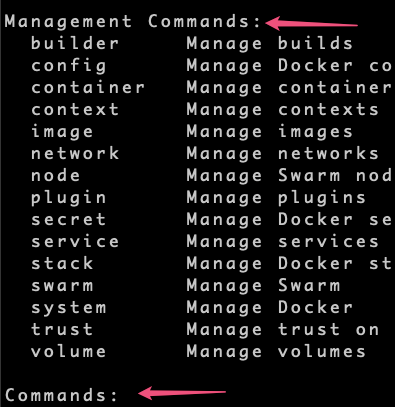 Management Commands:
builder Manage builds
config Manage Docker co
container Manage container
context Manage contexts
image Manage images
network Manage networks
node Manage Swarm nod
plugin Manage plugins
secret Manage Docker se
service Manage services
stack Manage Docker st
swarm Manage Swarm
system Manage Docker
trust Manage trust on
volume Manage volumes
Commands: